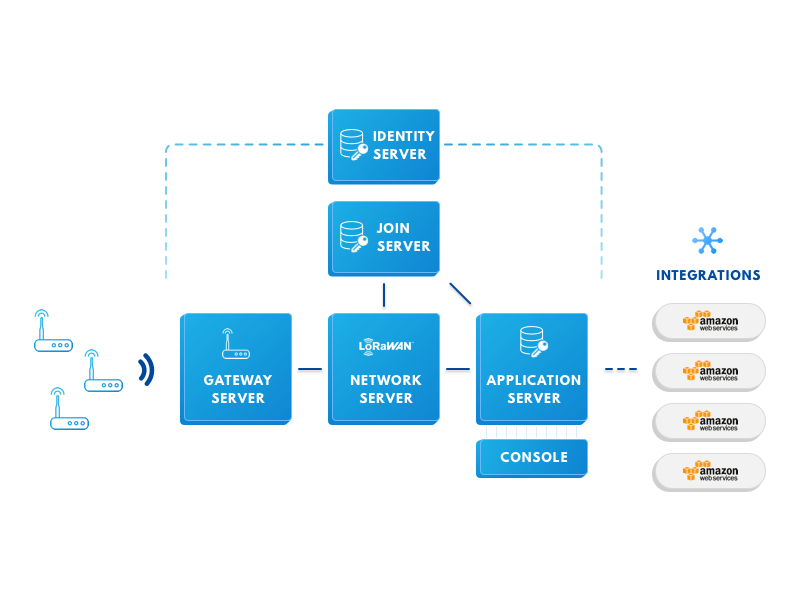 IDENTITY
SERVER
JOIN
SERVER
INTEGRATIONS
LoRaWAN
GATEWAY
SERVER
NETWORK
SERVER
APPLICATION
SERVER
CONSOLE
amazon
webservices
amazon
webservices
amazon
webservices
amazon
webservices